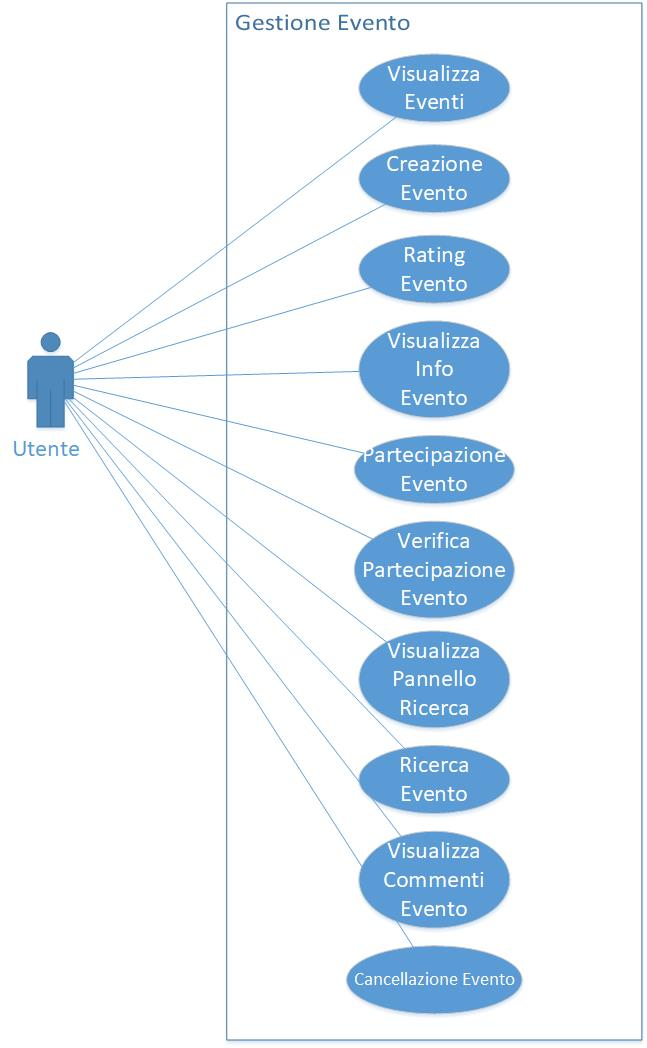 Gestione Evento
Visualizza
Eventi
Creazione
Evento
Rating
Evento
Visualizza
Info
Evento
Partecipazione
Evento
Utente
Verifica
Partecipazione
Evento
Visualizza
Pannello
Ricerca
Ricerca
Evento
Visualizza
Commenti
Evento
Cancellazione Evento